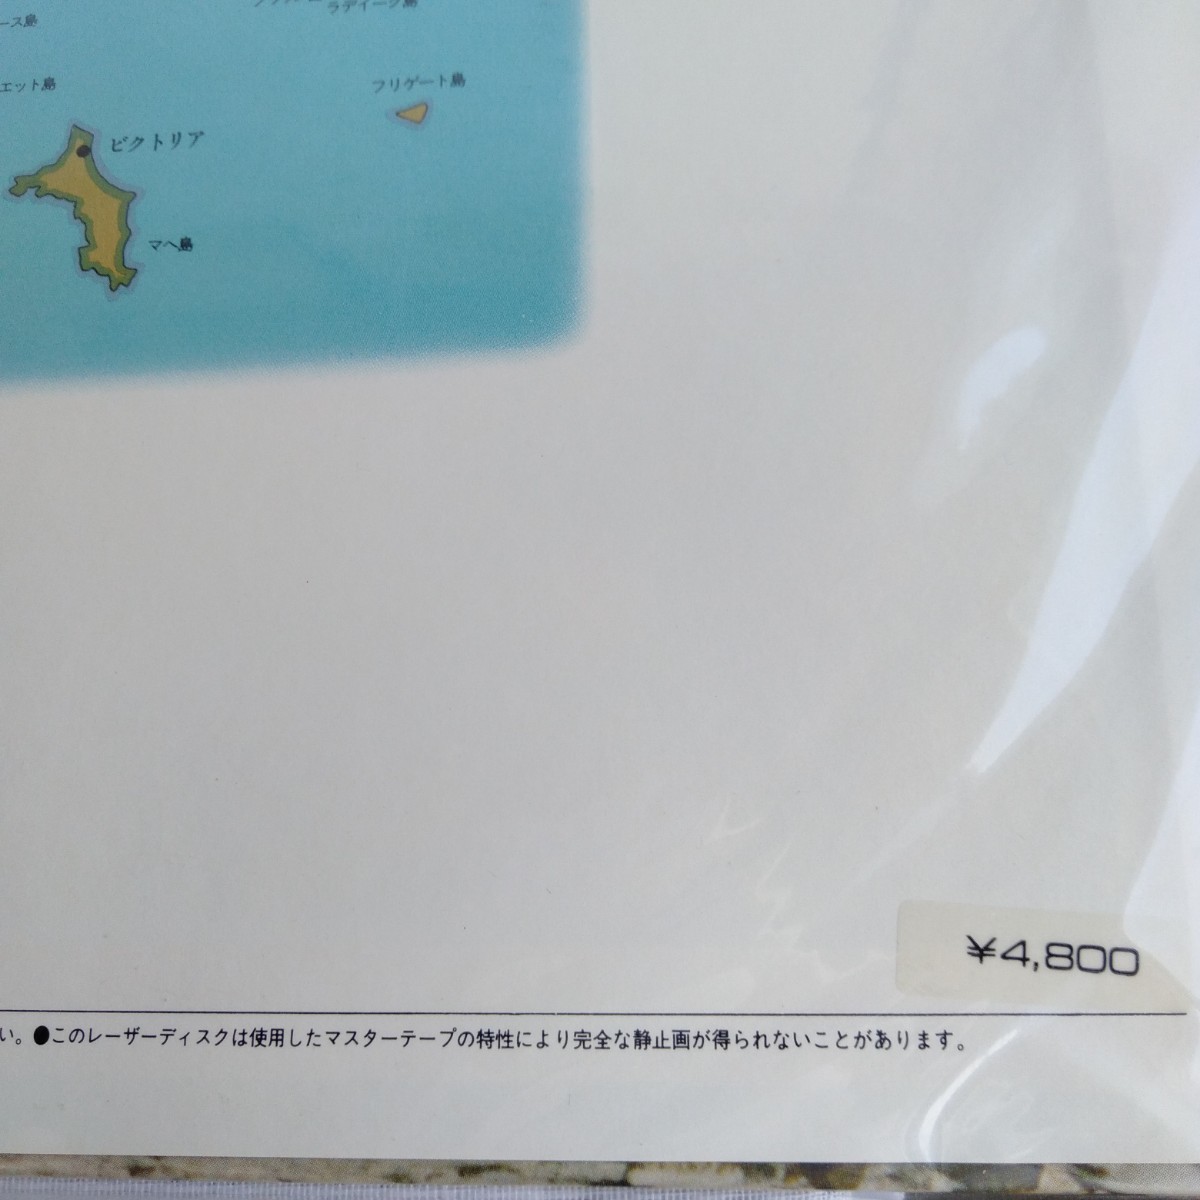 ース島
ラディーグ島
エット島
フリゲート島
ビクトリア
マヘ島
¥4,800
い。●このレーザーディスクは使用したマスターテープの特性により完全な静止画が得られないことがあります。